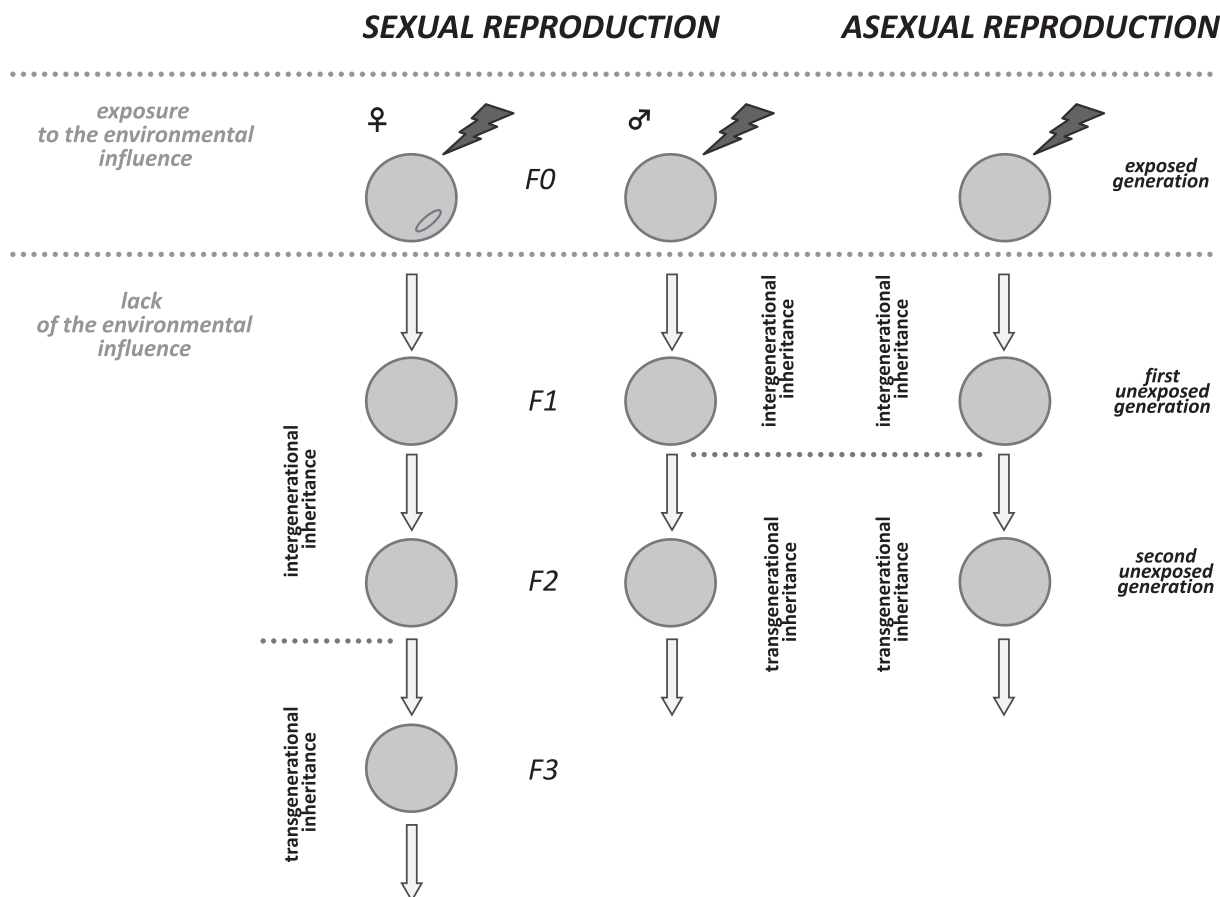 SEXUAL REPRODUCTION
ASEXUAL REPRODUCTION
exposure
to the environmental
influence
♀
♂
F0
exposed
generation
lack
of the environmental
influence
intergenerational
inheritance
intergenerational
inheritance
F1
first
unexposed
generation
intergenerational
inheritance
F2
transgenerational
inheritance
transgenerational
inheritance
second
unexposed
generation
transgenerational
inheritance
F3